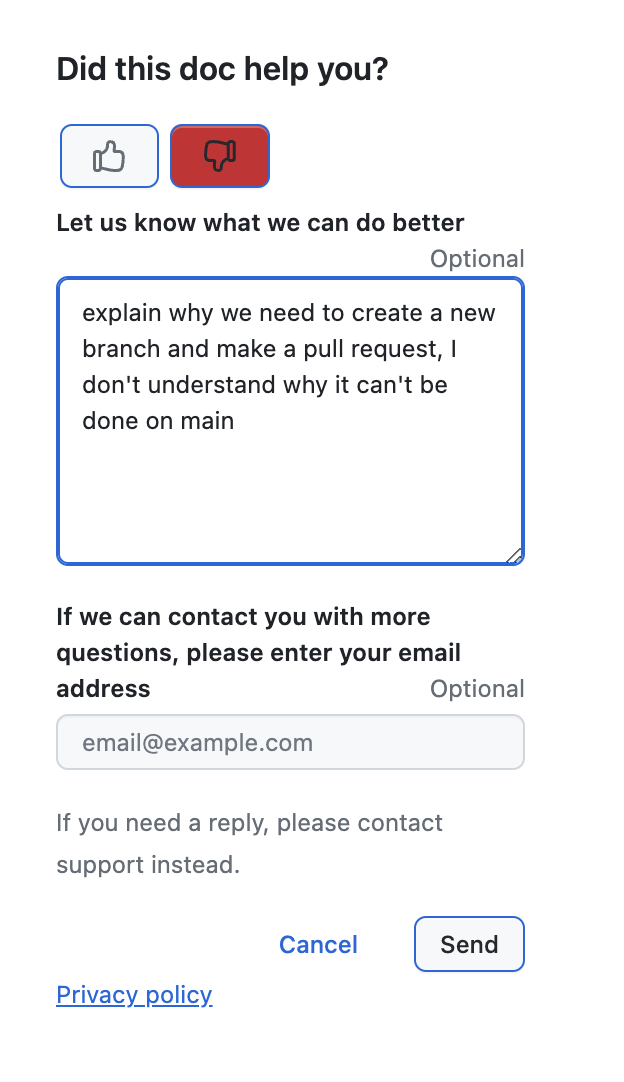 Did this doc help you?
Let us know what we can do better
Optional
explain why we need to create a new
branch and make a pull request, I
don't understand why it can't be
done on main
If we can contact you with more
questions, please enter your email
address Optional
email@example.com
If you need a reply, please contact
support instead.
Cancel Send
Privacy policy